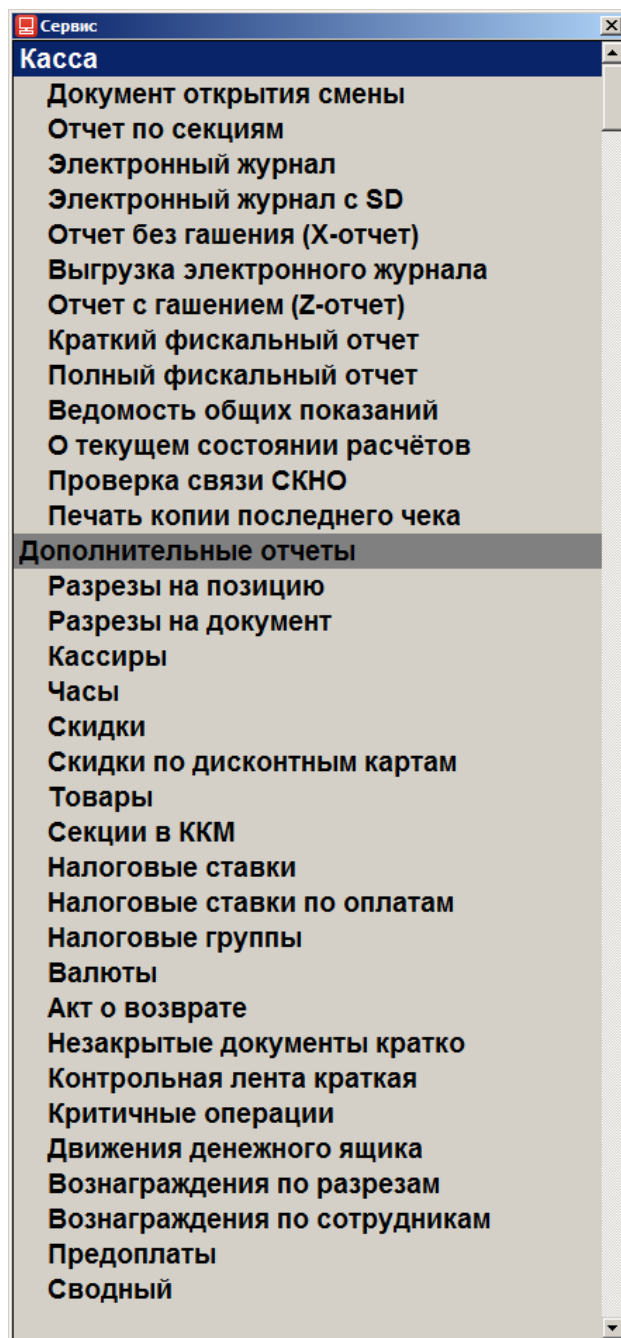 Сервис
Касса
Документ открытия смены
Отчет по секциям
Электронный журнал
Электронный журнал с SD
Отчет без гашения (X-отчет)
Выгрузка электронного журнала
Отчет с гашением (Z-отчет)
Краткий фискальный отчет
Полный фискальный отчет
Ведомость общих показаний
О текущем состоянии расчётов
Проверка связи СКНО
Печать копии последнего чека
Дополнительные отчеты
Разрезы на позицию
Разрезы на документ
Кассиры
Часы
Скидки
Скидки по дисконтным картам
Товары
Секции в ККМ
Налоговые ставки
Налоговые ставки по оплатам
Налоговые группы
Валюты
Акт о возврате
Незакрытые документы кратко
Контрольная лента краткая
Критичные операции
Движения денежного ящика
Вознаграждения по разрезам
Вознаграждения по сотрудникам
Предоплаты
Сводный